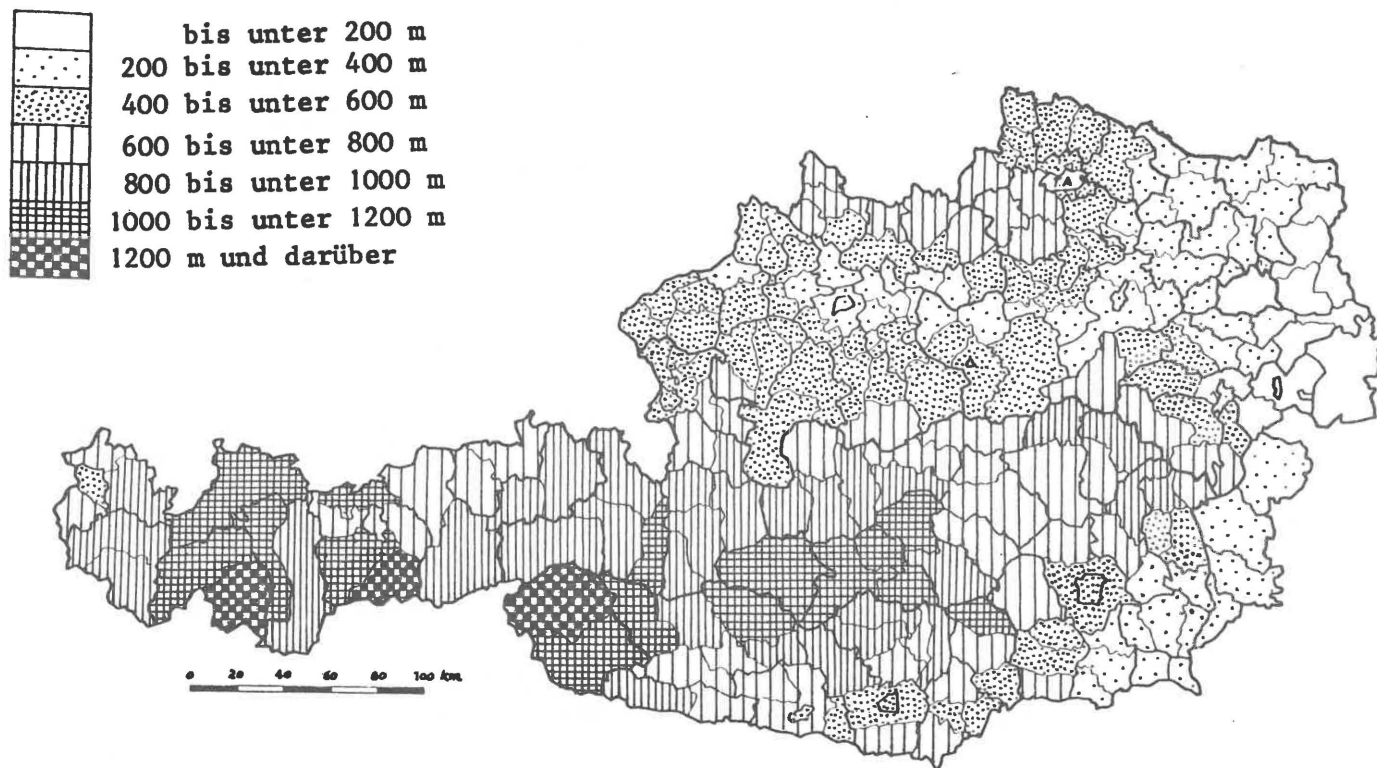 bis unter 200 m
200 bis unter 400 m
400 bis unter 600 m
600 bis unter 800 m
800 bis unter 1000 m
1000 bis unter 1200 m
1200 m und darüber
0 20 40 60 80 100 km.